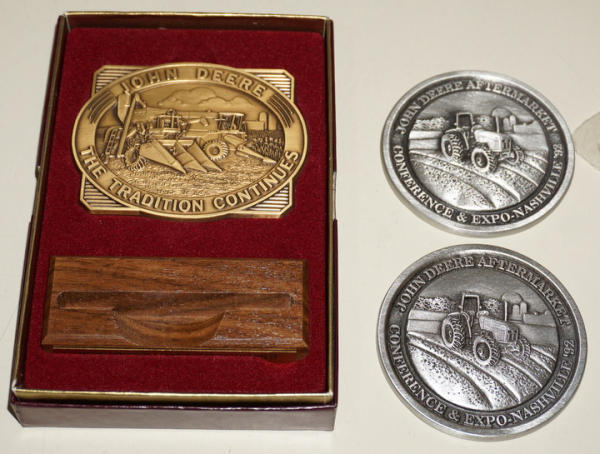 JOHN DEERE
THE TRADITION CONTINUES
JOHN DEERE AFTERMARKET
CONFERENCE & EXPO-NASHVILLE '92
JOHN DEERE AFTERMARKET
CONFERENCE & EXPO-NASHVILLE '92